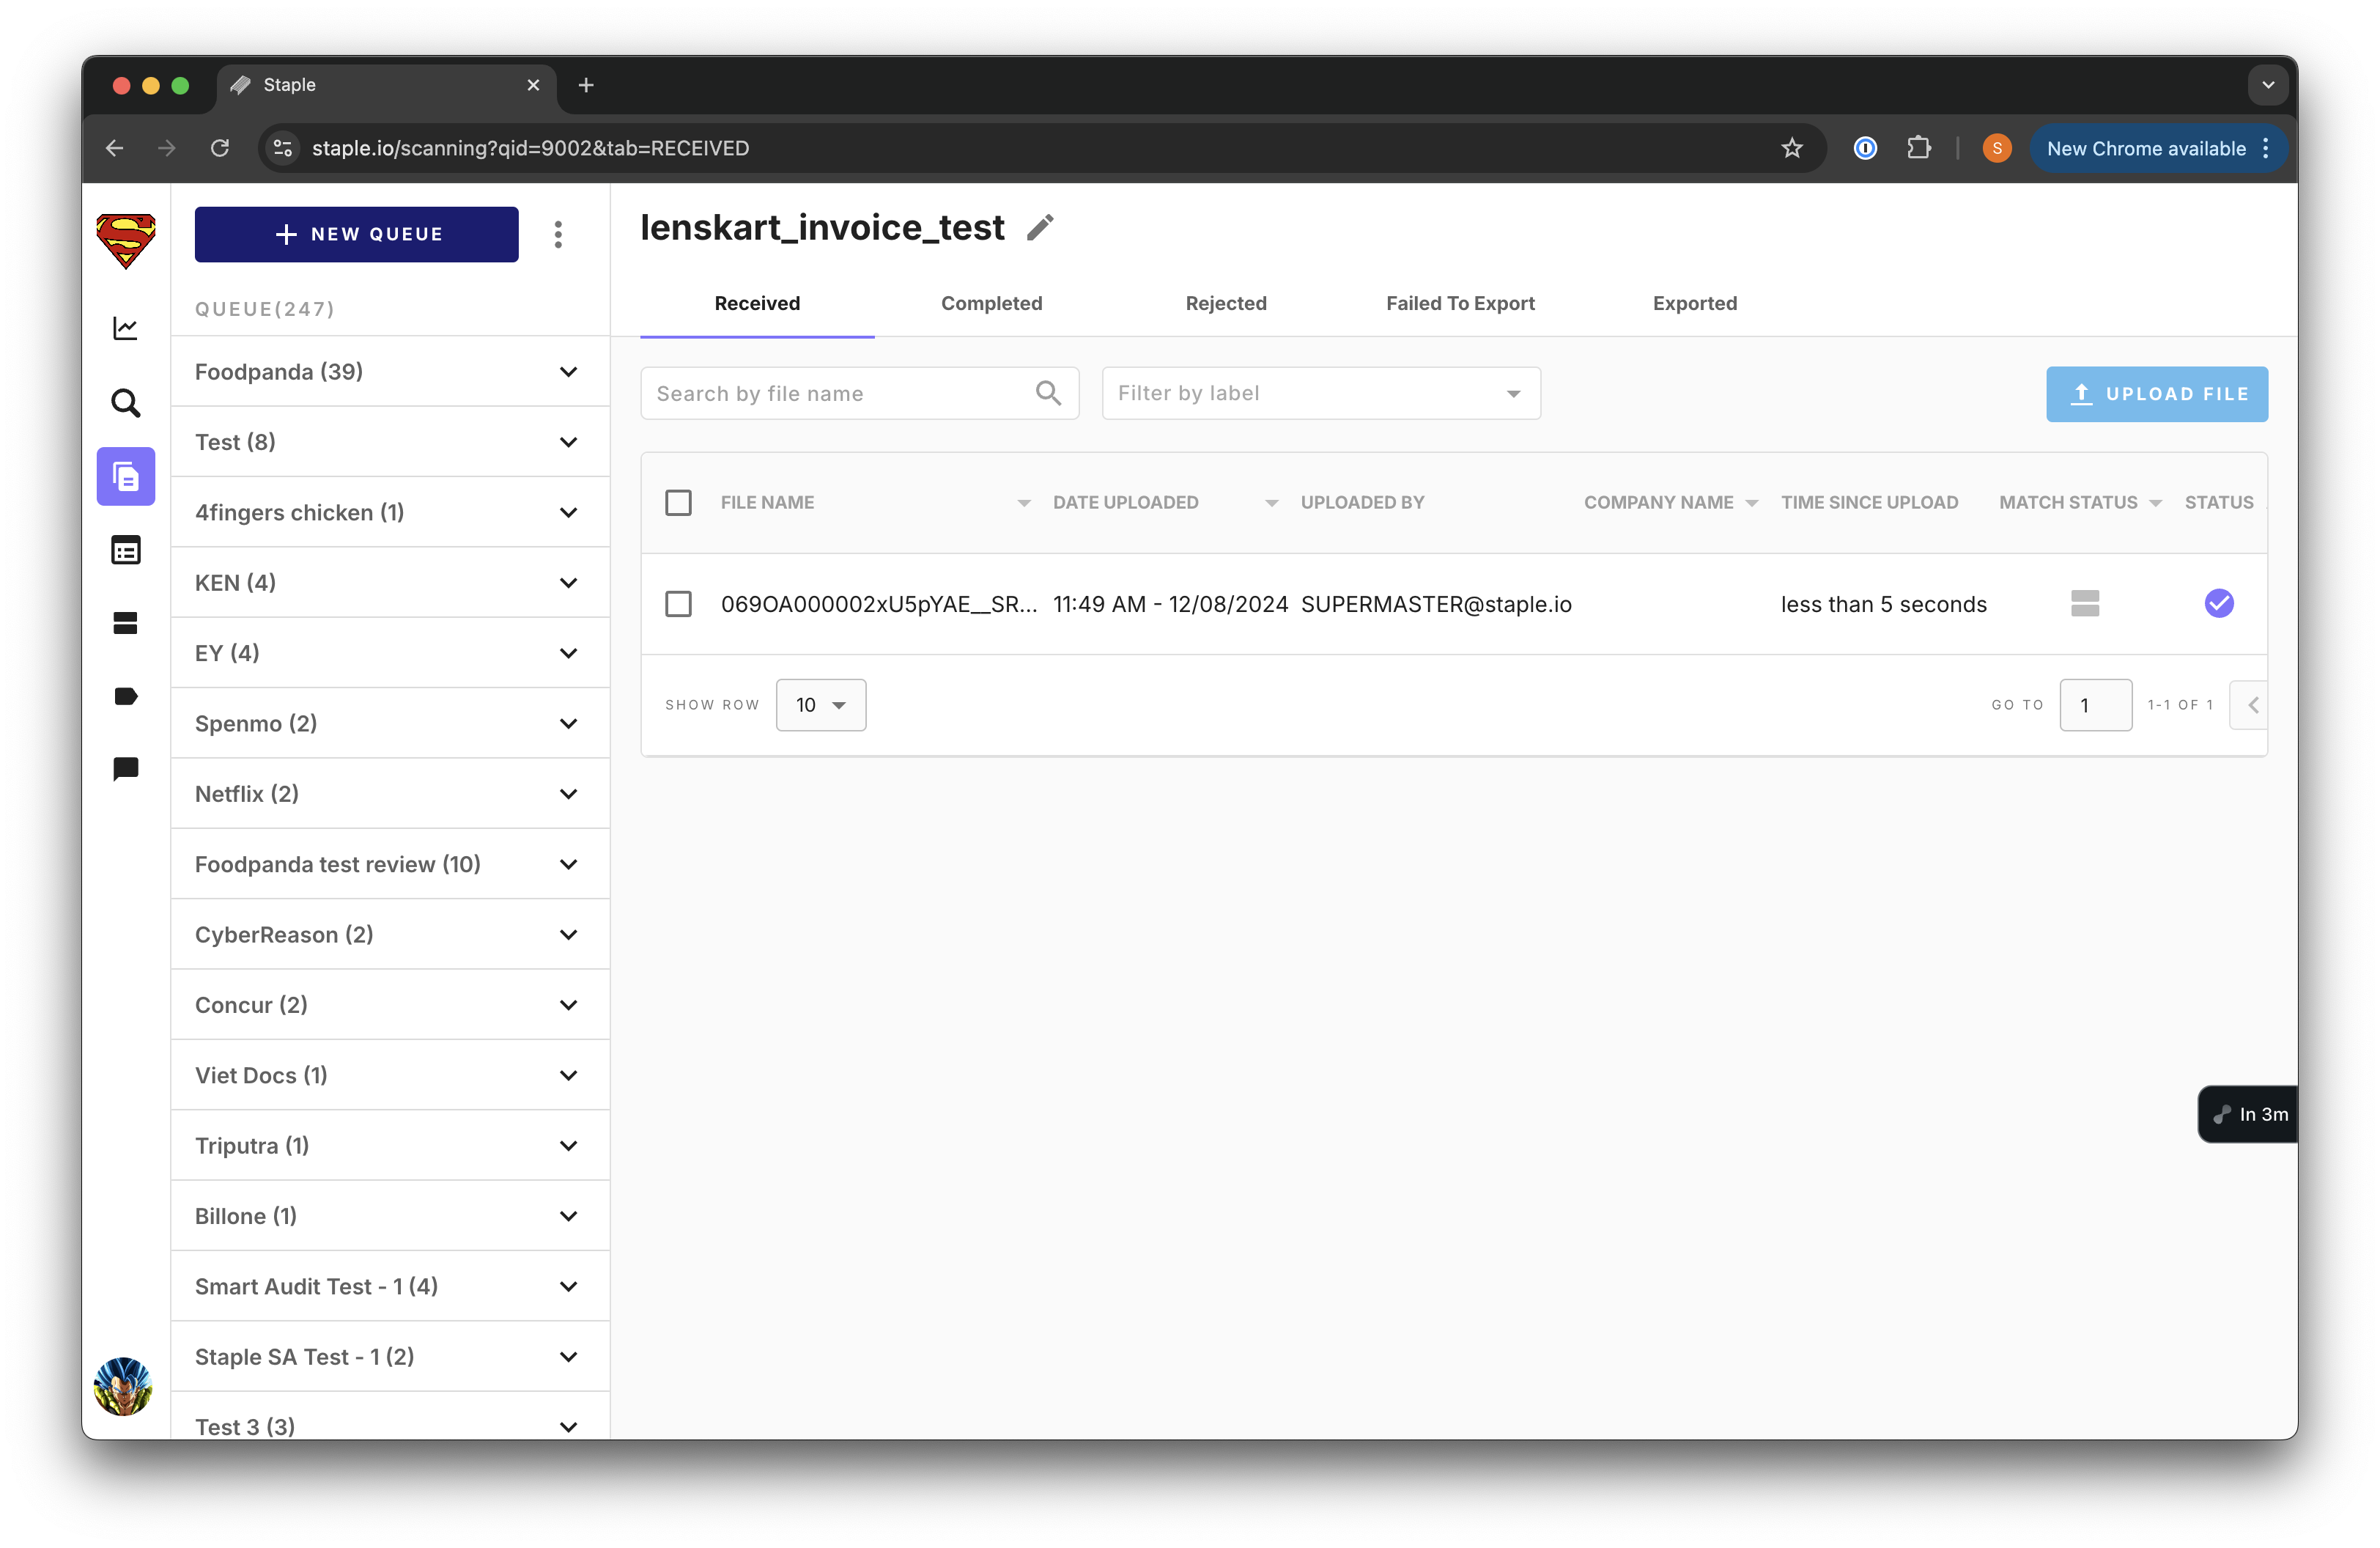 Staple
staple.io/scanning?qid=9002&tab=RECEIVED
S
New Chrome available
NEW QUEUE
QUEUE(247)
Foodpanda (39)
Test (8)
4fingers chicken (1)
KEN (4)
EY (4)
Spenmo (2)
Netflix (2)
Foodpanda test review (10)
CyberReason (2)
Concur (2)
Viet Docs (1)
Triputra (1)
Billone (1)
Smart Audit Test - 1 (4)
Staple SA Test - 1 (2)
Test 3 (3)
lenskart_invoice_test
Received Completed Rejected Failed To Export Exported
Search by file name Filter by label UPLOAD FILE
FILE NAME DATE UPLOADED UPLOADED BY COMPANY NAME TIME SINCE UPLOAD MATCH STATUS STATUS
069OA000002xU5pYAE__SR... 11:49 AM - 12/08/2024 SUPERMASTER@staple.io less than 5 seconds
SHOW ROW 10 GO TO 1 1-1 OF 1
In 3m